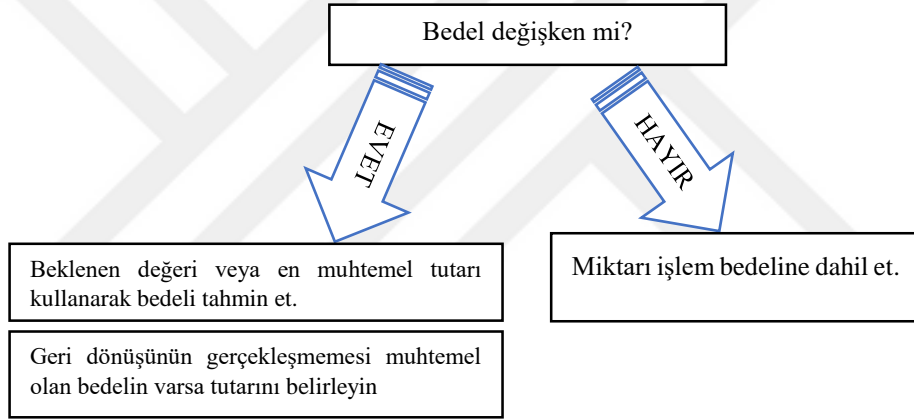 Bedel değişken mi?
EVET
HAYIR
Beklenen değeri veya en muhtemel tutarı
kullanarak bedeli tahmin et.
Miktarı işlem bedeline dahil et.
Geri dönüşünün gerçekleşmemesi muhtemel
olan bedelin varsa tutarını belirleyin